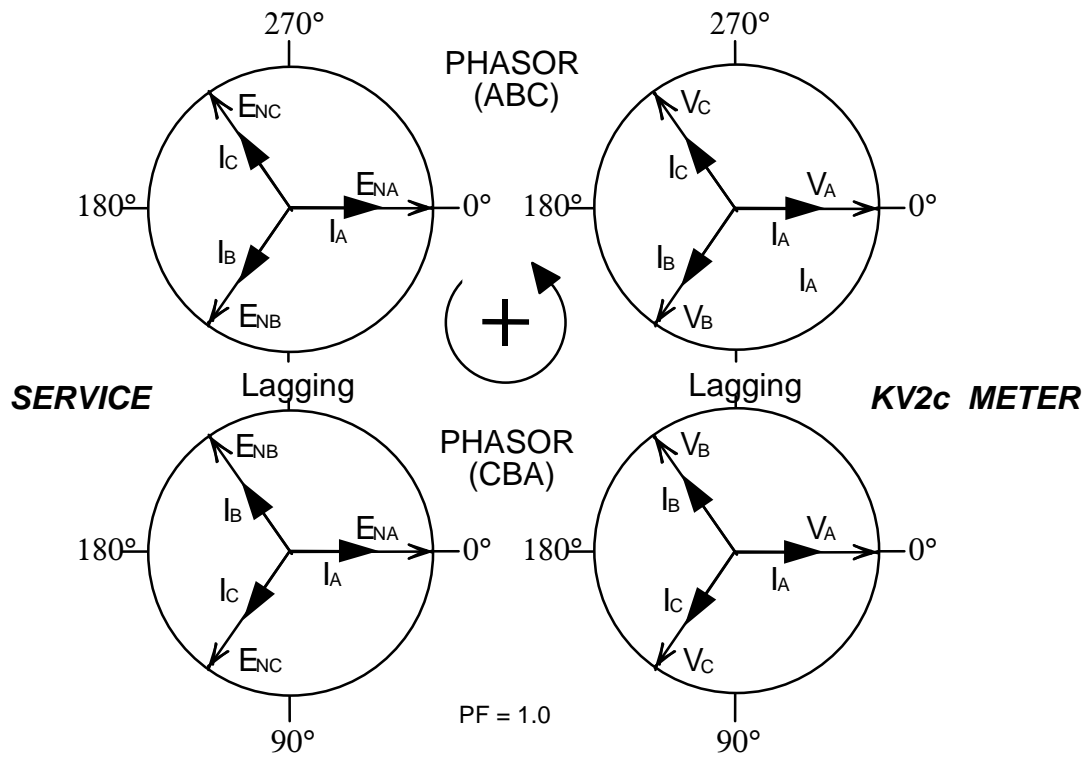 270° 270°
PHASOR
(ABC)
ENC VC
IC IC
ENA VA
180° 0° 180° 0°
IA IA
IB IB
IA
ENB VB
+
Lagging Lagging
SERVICE KV2c METER
PHASOR
(CBA)
ENB VB
IB IB
ENA VA
180° 0° 180° 0°
IA IA
IC IC
ENC VC
PF = 1.0
90° 90°